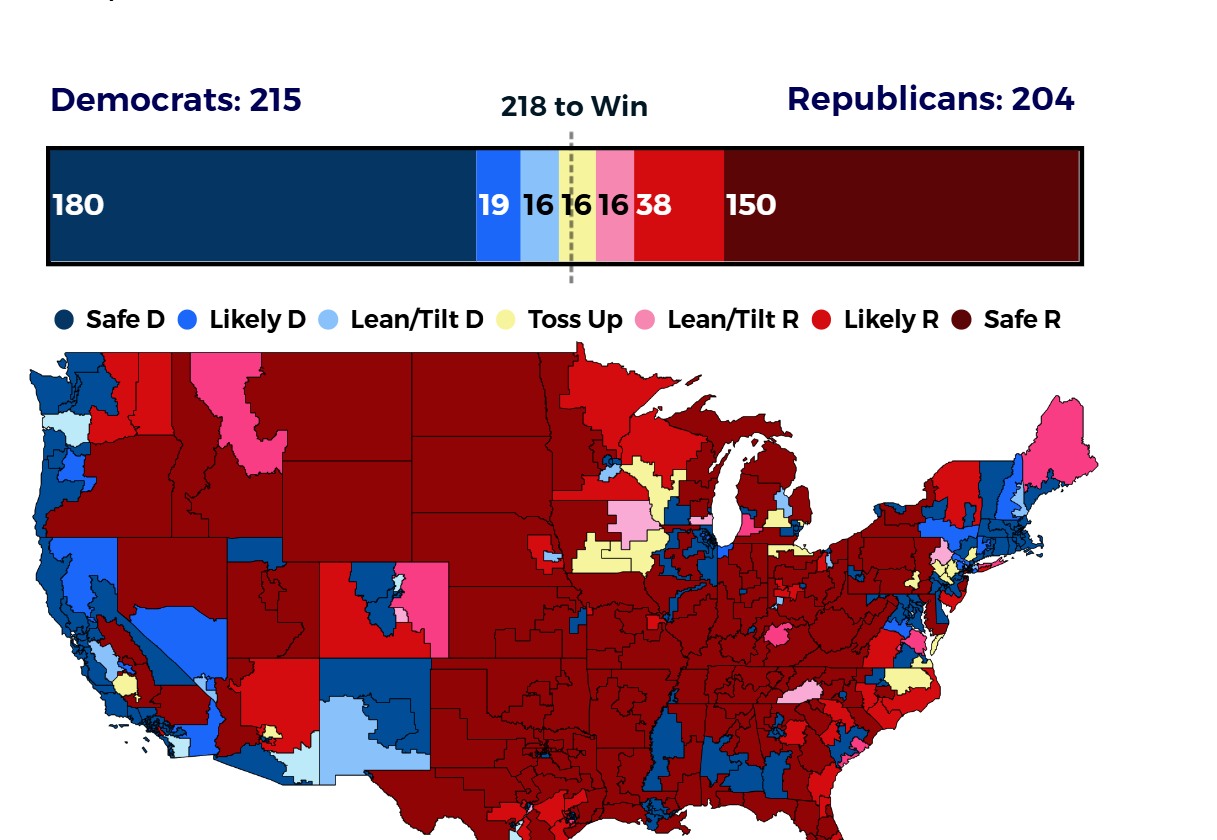 Democrats: 215
218 to Win
Republicans: 204
180 19 16 16 16 38 150
Safe D Likely D Lean/Tilt D Toss Up Lean/Tilt R Likely R Safe R